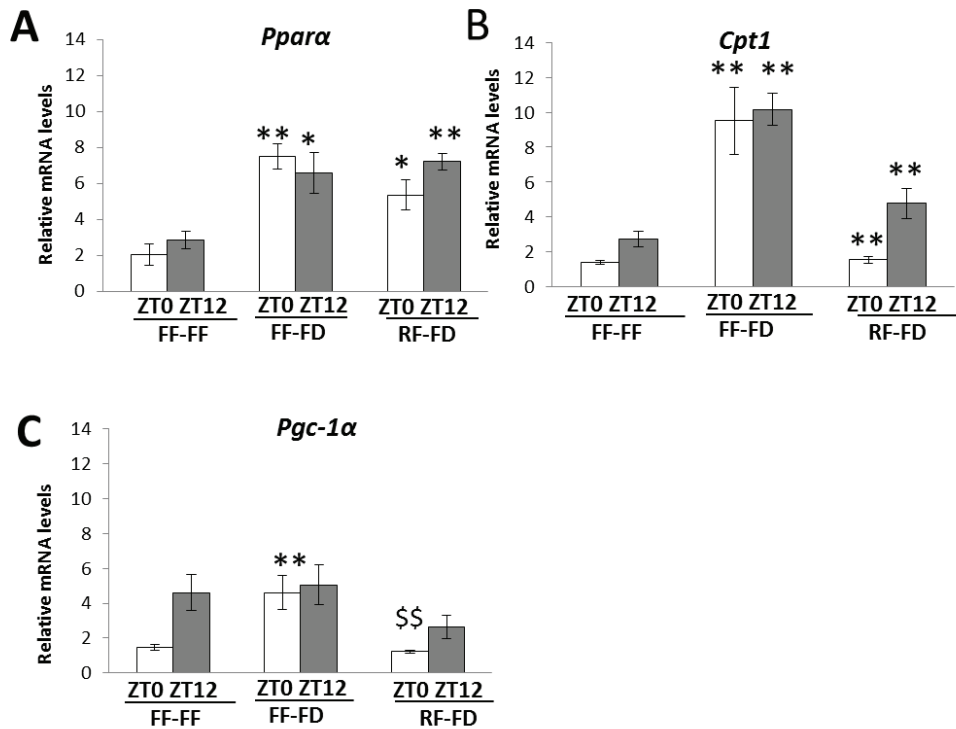 A
Pparα
Relative mRNA levels
14
12
10
8
6
4
2
0
** * * **
ZT0 ZT12 ZT0 ZT12 ZT0 ZT12
FF-FF FF-FD RF-FD
B
Cpt1
Relative mRNA levels
14
12
10
8
6
4
2
0
** ** ** **
ZT0 ZT12 ZT0 ZT12 ZT0 ZT12
FF-FF FF-FD RF-FD
C
Pgc-1α
Relative mRNA levels
14
12
10
8
6
4
2
0
** $$
ZT0 ZT12 ZT0 ZT12 ZT0 ZT12
FF-FF FF-FD RF-FD